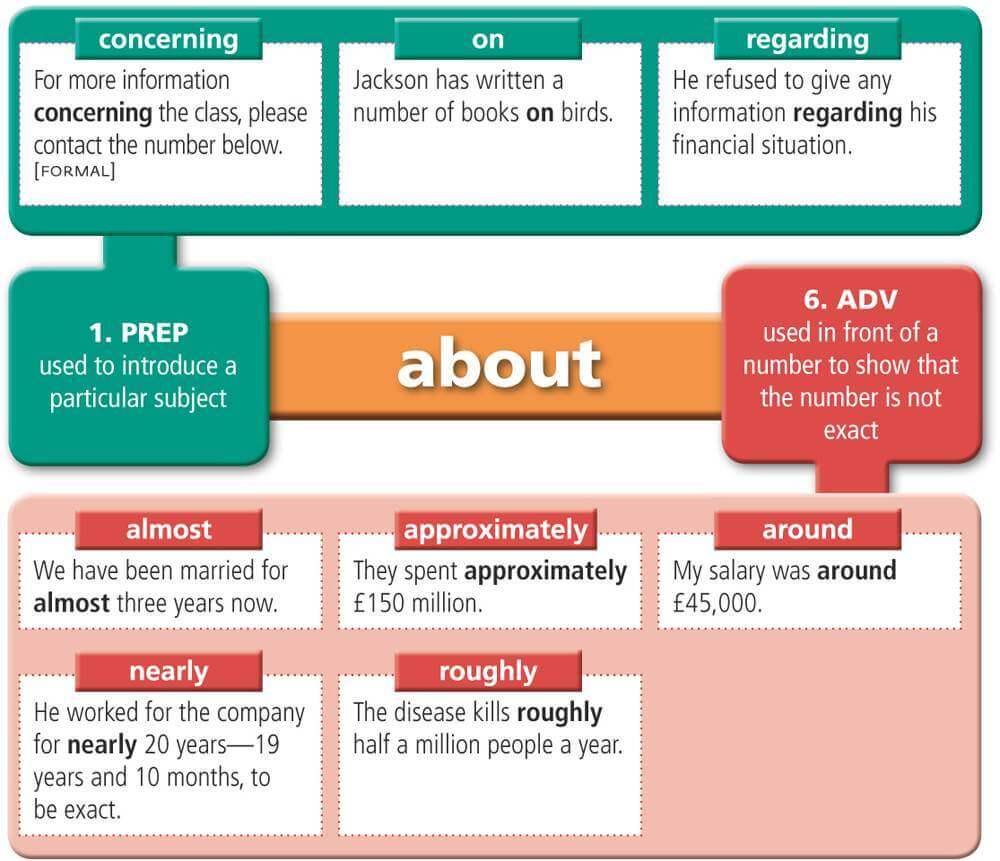 concerning
For more information
concerning the class, please
contact the number below.
[FORMAL]
on
Jackson has written a
number of books on birds.
regarding
He refused to give any
information regarding his
financial situation.
1. PREP
used to introduce a
particular subject
about
6. ADV
used in front of a
number to show that
the number is not
exact
almost
We have been married for
almost three years now.
approximately
They spent approximately
£150 million.
around
My salary was around
£45,000.
nearly
He worked for the company
for nearly 20 years—19
years and 10 months, to
be exact.
roughly
The disease kills roughly
half a million people a year.